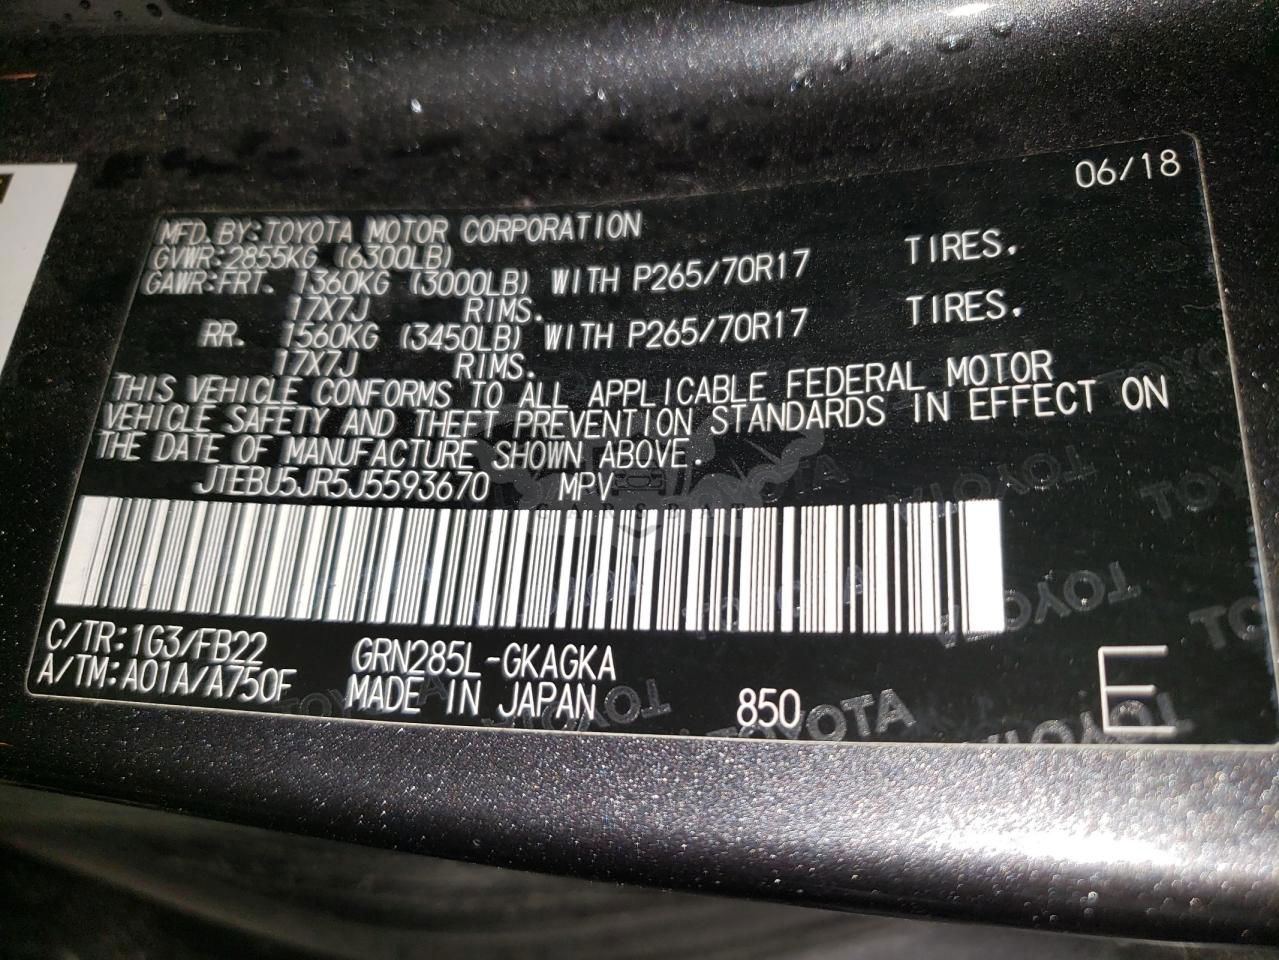 06/18
MFD. BY: TOYOTA MOTOR CORPORATION
GVWR: 2855KG (6300LB)
GAWR: FRT. 1360KG (3000LB) WITH P265/70R17 TIRES.
17X7J RIMS.
RR. 1560KG (3450LB) WITH P265/70R17 TIRES.
17X7J RIMS.
THIS VEHICLE CONFORMS TO ALL APPLICABLE FEDERAL MOTOR
VEHICLE SAFETY AND THEFT PREVENTION STANDARDS IN EFFECT ON
THE DATE OF MANUFACTURE SHOWN ABOVE.
JTEBU5JR5J5593670 MPV
C/TR: 1G3/FB22 GRN285L-GKAGKA
A/TM: A01A/A750F MADE IN JAPAN 850 E
TOYOTA